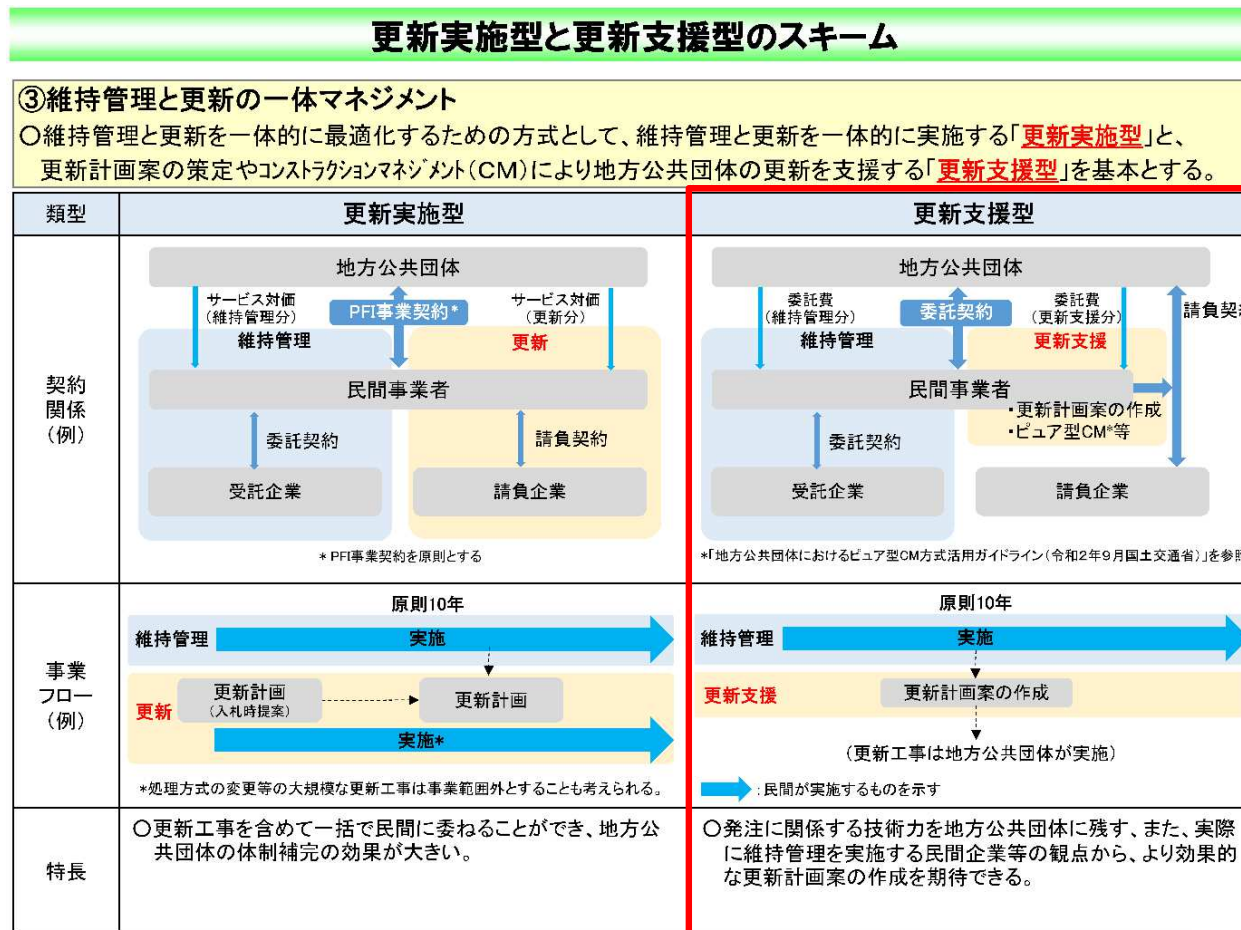 更新実施型と更新支援型のスキーム
③維持管理と更新の一体マネジメント
〇維持管理と更新を一体的に最適化するための方式として、維持管理と更新を一体的に実施する「更新実施型」と、
更新計画案の策定やコンストラクションマネジメント(CM)により地方公共団体の更新を支援する「更新支援型」を基本とする。
類型
更新実施型
更新支援型
契約
関係
(例)
地方公共団体
サービス対価
(維持管理分)
PFI事業契約*
サービス対価
(更新分)
維持管理
更新
民間事業者
委託契約
請負契約
受託企業
請負企業
* PFI事業契約を原則とする
地方公共団体
委託費
(維持管理分)
委託契約
委託費
(更新支援分)
請負契
維持管理
更新支援
民間事業者
・更新計画案の作成
・ピュア型CM*等
委託契約
受託企業
請負企業
*「地方公共団体におけるピュア型CM方式活用ガイドライン(令和2年9月国土交通省)」を参
事業
フロー
(例)
原則10年
維持管理
実施
更新
更新計画
(入札時提案)
更新計画
実施*
*処理方式の変更等の大規模な更新工事は事業範囲外とすることも考えられる。
原則10年
維持管理
実施
更新支援
更新計画案の作成
(更新工事は地方公共団体が実施)
:民間が実施するものを示す
特長
〇更新工事を含めて一括で民間に委ねることができ、地方公
共団体の体制補完の効果が大きい。
〇発注に関係する技術力を地方公共団体に残す、また、実際
に維持管理を実施する民間企業等の観点から、より効果的
な更新計画案の作成を期待できる。